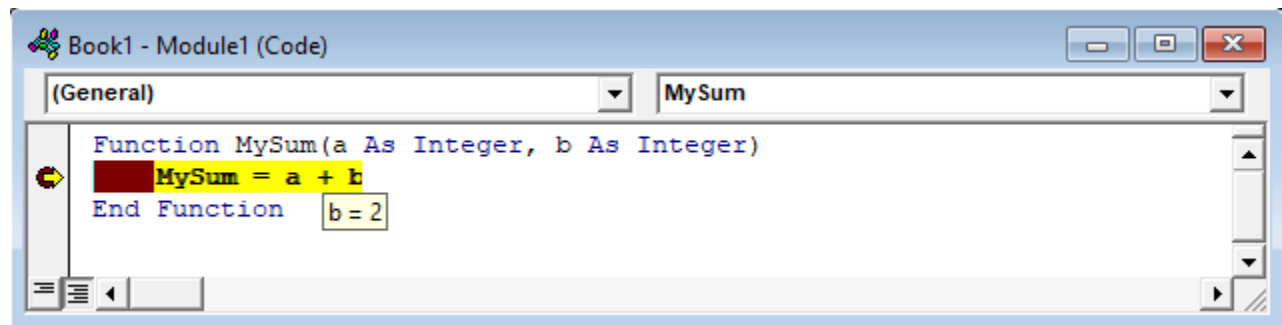 Book1 - Module1 (Code)
(General) MySum
Function MySum(a As Integer, b As Integer)
MySum = a + b
End Function
b = 2